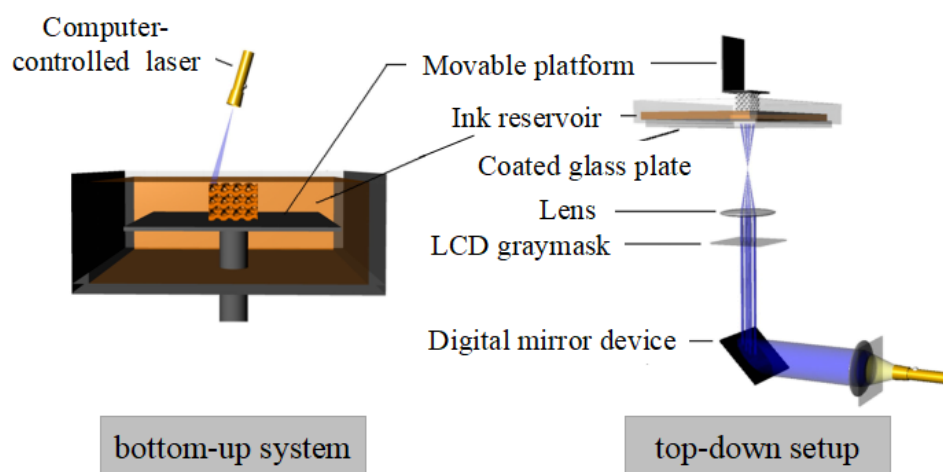 Computer-
controlled laser
Movable platform
Ink reservoir
Coated glass plate
Lens
LCD graymask
Digital mirror device
bottom-up system
top-down setup